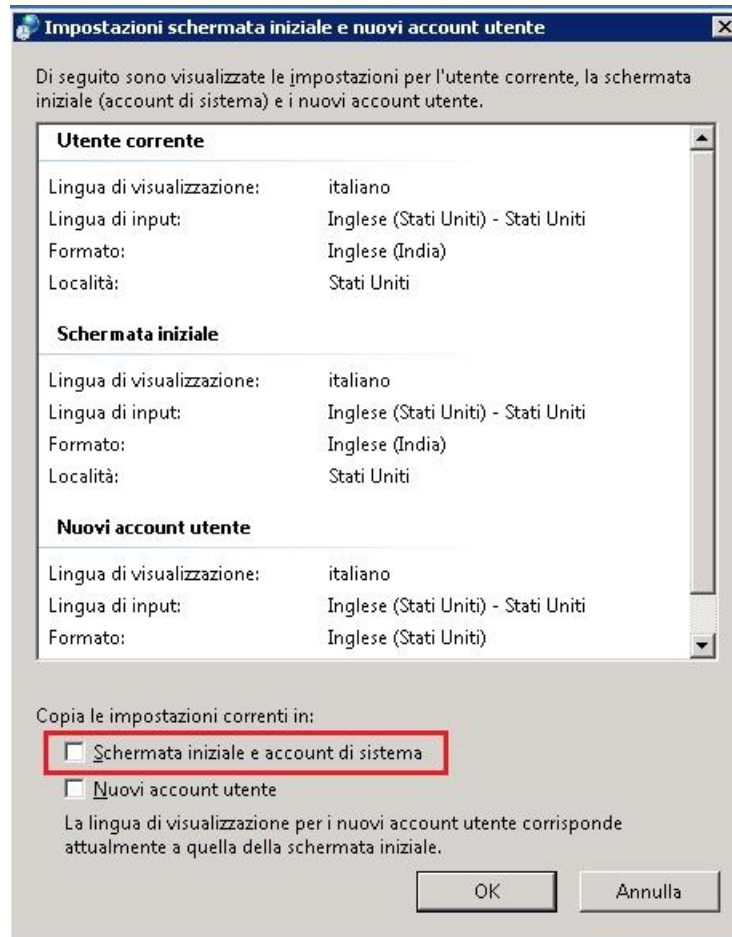 Impostazioni schermata iniziale e nuovi account utente
Di seguito sono visualizzate le impostazioni per l'utente corrente, la schermata
iniziale (account di sistema) e i nuovi account utente.
Utente corrente
Lingua di visualizzazione: italiano
Lingua di input: Inglese (Stati Uniti) - Stati Uniti
Formato: Inglese (India)
Località: Stati Uniti
Schermata iniziale
Lingua di visualizzazione: italiano
Lingua di input: Inglese (Stati Uniti) - Stati Uniti
Formato: Inglese (India)
Località: Stati Uniti
Nuovi account utente
Lingua di visualizzazione: italiano
Lingua di input: Inglese (Stati Uniti) - Stati Uniti
Formato: Inglese (Stati Uniti)
Copia le impostazioni correnti in:
Schermata iniziale e account di sistema
Nuovi account utente
La lingua di visualizzazione per i nuovi account utente corrisponde
attualmente a quella della schermata iniziale.
OK Annulla